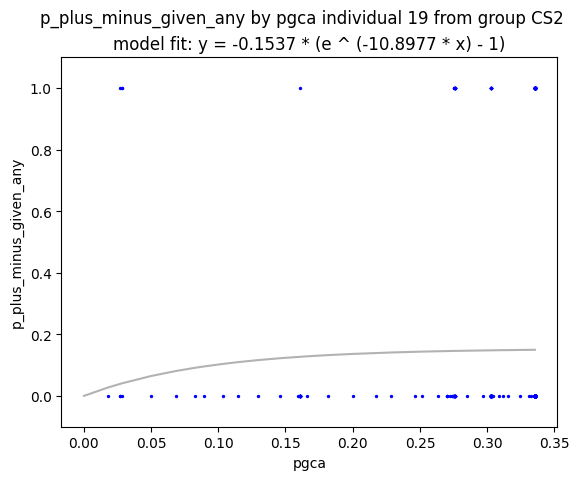 p_plus_minus_given_any by pgca individual 19 from group CS2
model fit: y = -0.1537 * (e ^ (-10.8977 * x) - 1)
1.0
0.8
0.6
0.4
0.2
0.0
p_plus_minus_given_any
0.00 0.05 0.10 0.15 0.20 0.25 0.30 0.35
pgca